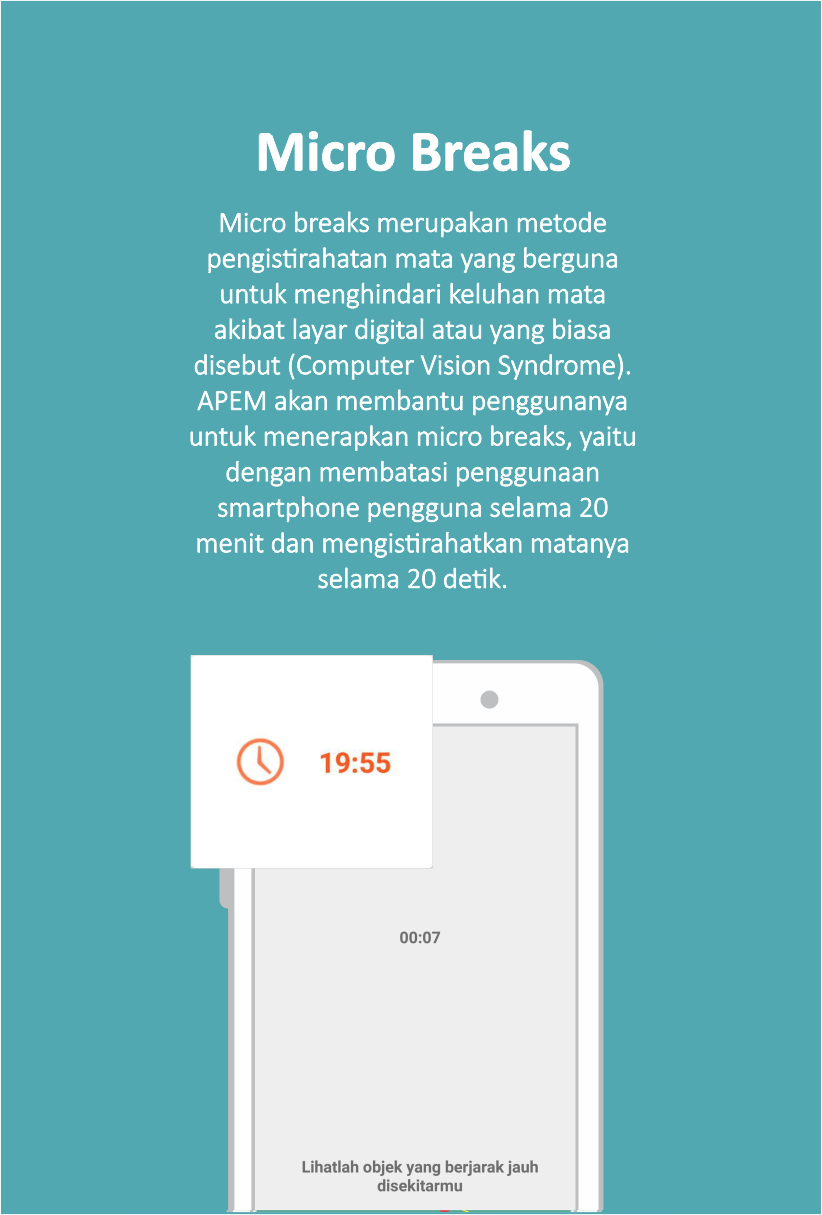 Micro Breaks
Micro breaks merupakan metode
pengistirahatan mata yang berguna
untuk menghindari keluhan mata
akibat layar digital atau yang biasa
disebut (Computer Vision Syndrome).
APEM akan membantu penggunanya
untuk menerapkan micro breaks, yaitu
dengan membatasi penggunaan
smartphone pengguna selama 20
menit dan mengistirahatkan matanya
selama 20 detik.
19:55
00:07
Lihatlah objek yang berjarak jauh
disekitarmu